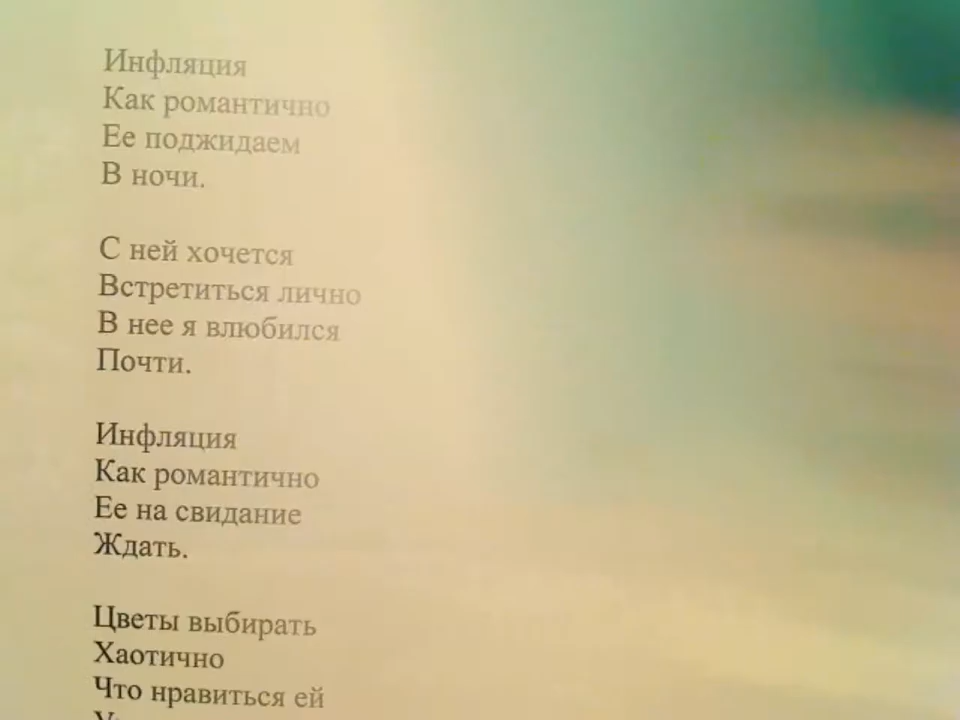 Инфляция
Как романтично
Ее поджидаем
В ночи.
С ней хочется
Встретиться лично
В нее я влюбился
Почти.
Инфляция
Как романтично
Ее на свидание
Ждать.
Цветы выбирать
Хаотично
Что нравиться ей